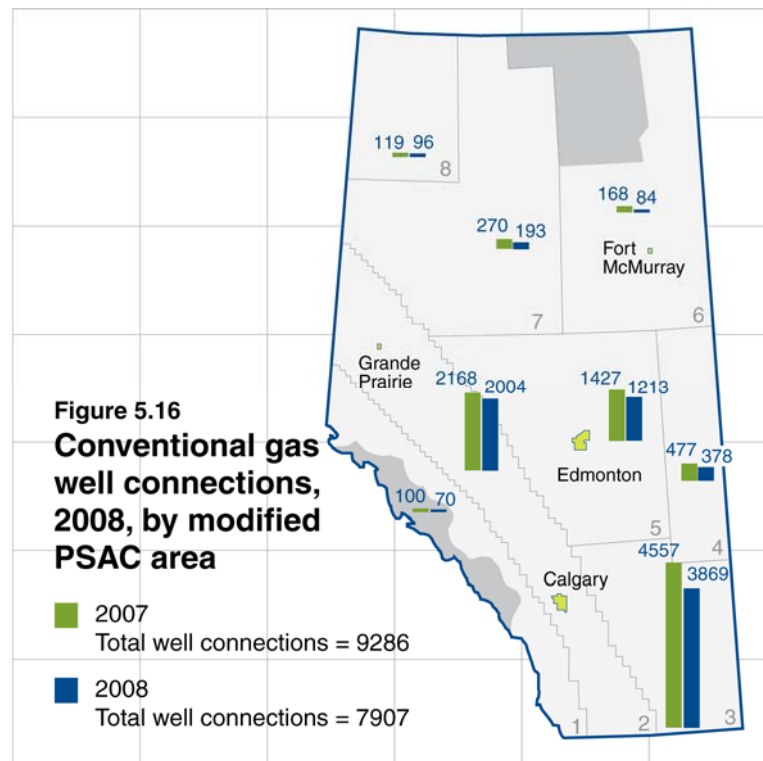 119 96
8
168 84
270 193
Fort
McMurray
7
6
Grande
Prairie
2168 2004
1427 1213
Edmonton
477 378
5
4
100 70
Calgary
4557 3869
1
2
3
Figure 5.16
Conventional gas
well connections,
2008, by modified
PSAC area
2007
Total well connections = 9286
2008
Total well connections = 7907